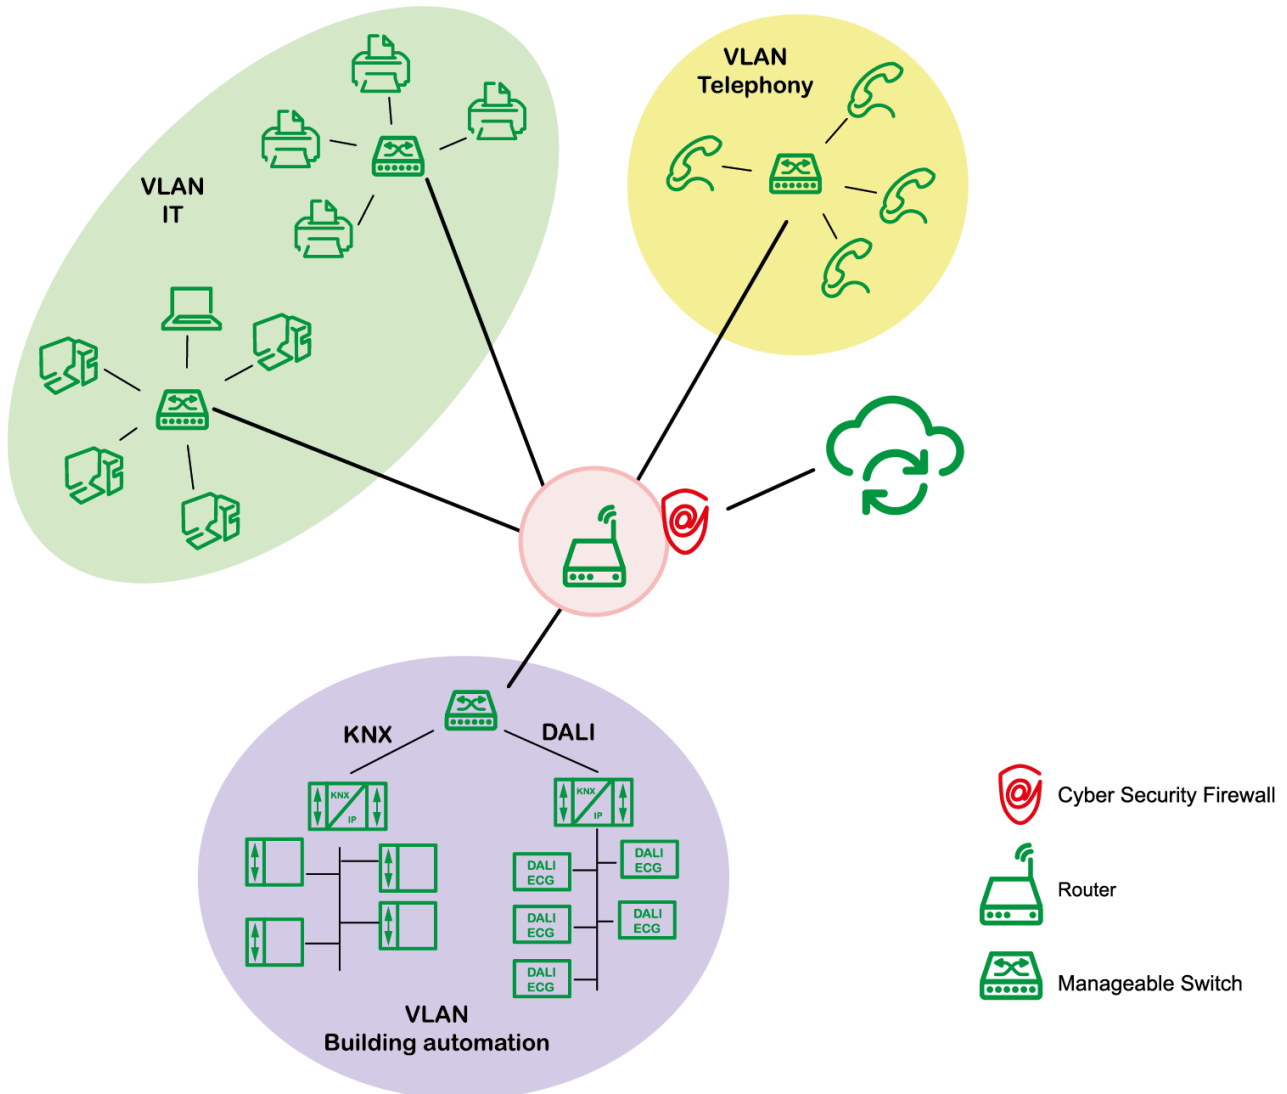 VLAN
IT
VLAN
Telephony
KNX
DALI
KNX
IP
KNX
IP
DALI
ECG
DALI
ECG
DALI
ECG
DALI
ECG
DALI
ECG
VLAN
Building automation
Cyber Security Firewall
Router
Manageable Switch